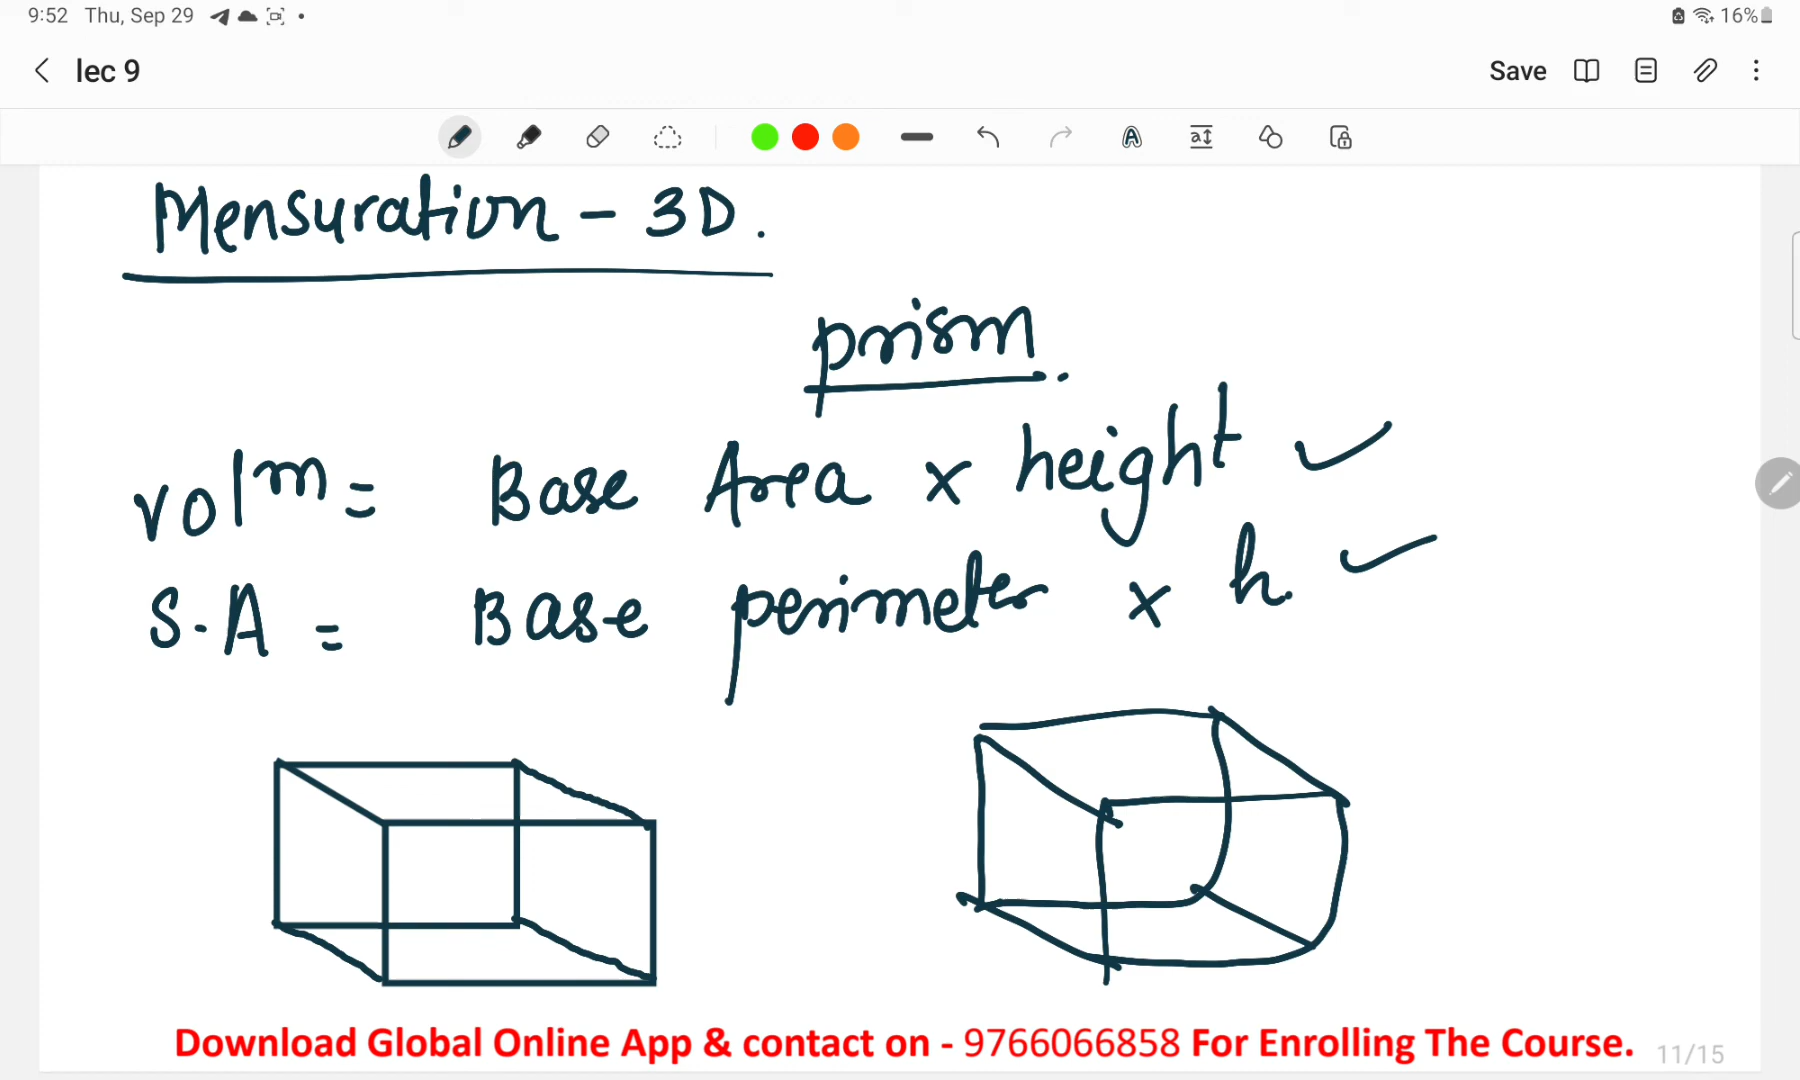 9:52 Thu, Sep 29 • 16%
lec 9 Save
A a
Mensuration - 3D.
prism.
volm = Base Area x height ✓
S.A = Base perimeter x h. ✓
Download Global Online App & contact on - 9766066858 For Enrolling The Course.
11/15